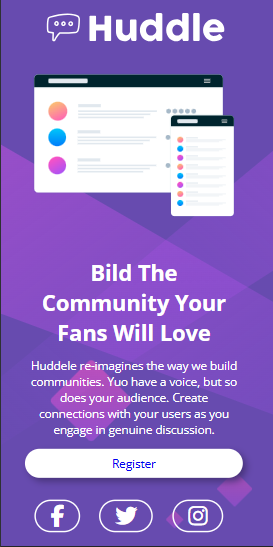 Huddle
Bild The
Community Your
Fans Will Love
Huddele re-imagines the way we build
communities. Yuo have a voice, but so
does your audience. Create
connections with your users as you
engage in genuine discussion.
Register